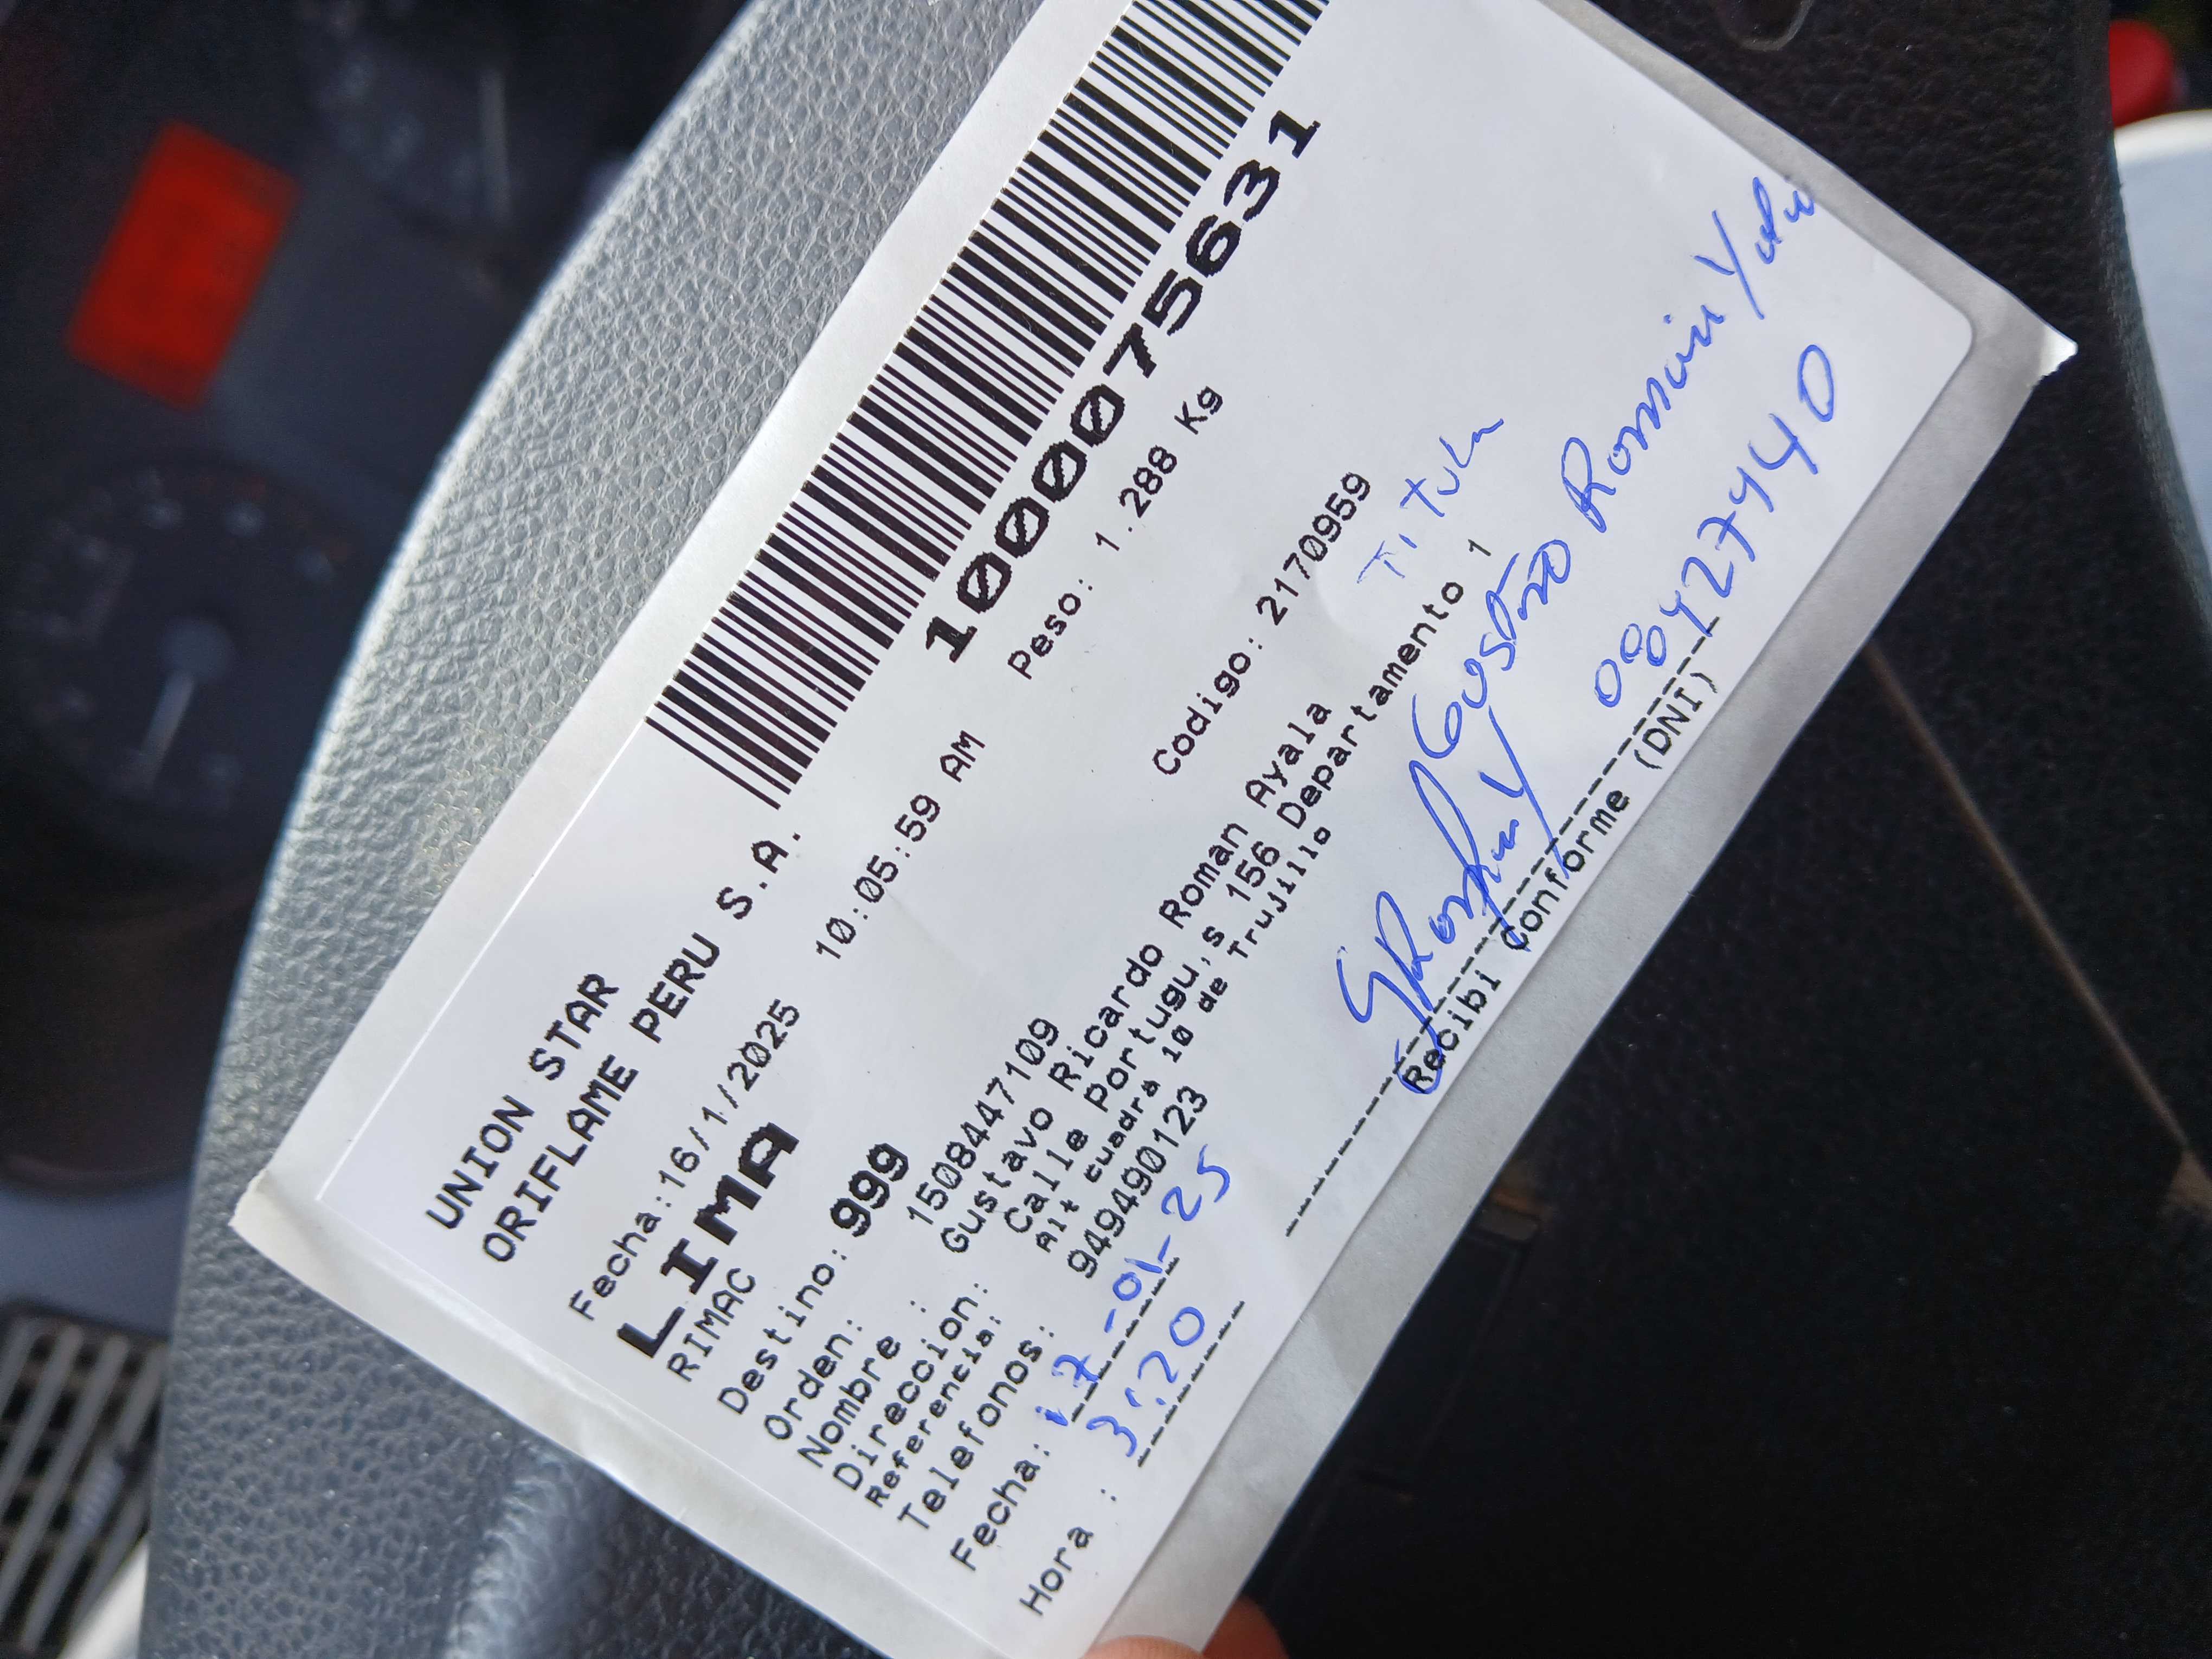 UNION STAR
ORIFLAME PERU S.A.
1000075631
Fecha:16/1/2025 10:05:59 AM Peso: 1.288 Kg
LIMA
RIMAC
Destino: 999 Codigo: 2170959
Orden: 1508447109
Nombre : Gustavo Ricardo Roman Ayala
Direccion: Calle Portugu,s 156 Departamento 1
Referencia: Alt cuadra 10 de Trujillo
Telefonos: 949490123
Titula
Fecha: 17-01-25
Hora : 3:20
Gustavo Roman
08427440
Recibi Conforme (DNI)